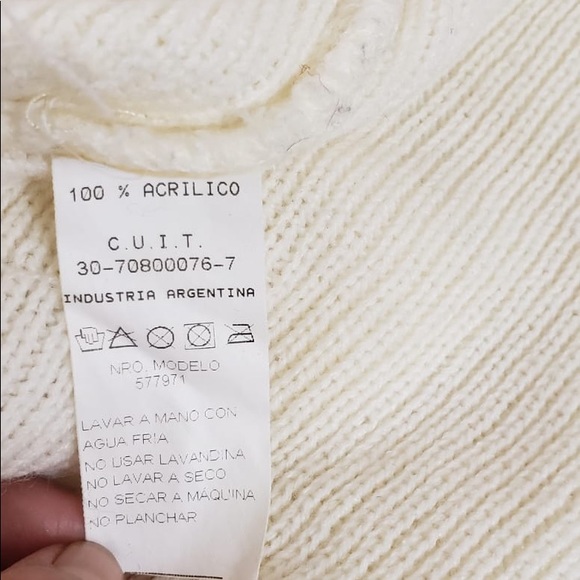 100 % ACRILICO
C.U.I.T.
30-70800076-7
INDUSTRIA ARGENTINA
NRO. MODELO
577971
LAVAR A MANO CON
AGUA FRIA
NO USAR LAVANDINA
NO LAVAR A SECO
NO SECAR A MAQUINA
NO PLANCHAR